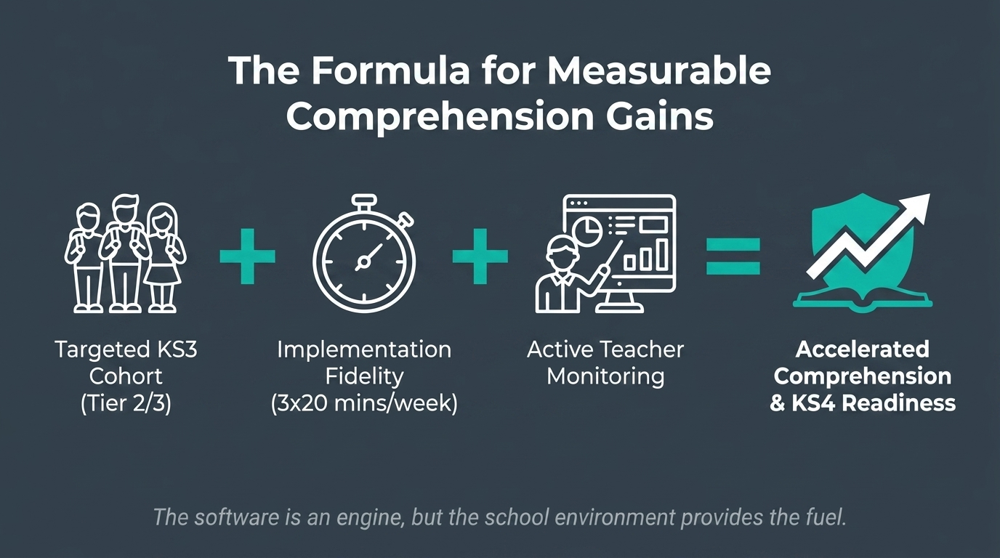 The Formula for Measurable
Comprehension Gains
Targeted KS3
Cohort
(Tier 2/3)
Implementation
Fidelity
(3x20 mins/week)
Active Teacher
Monitoring
Accelerated
Comprehension
& KS4 Readiness
The software is an engine, but the school environment provides the fuel.